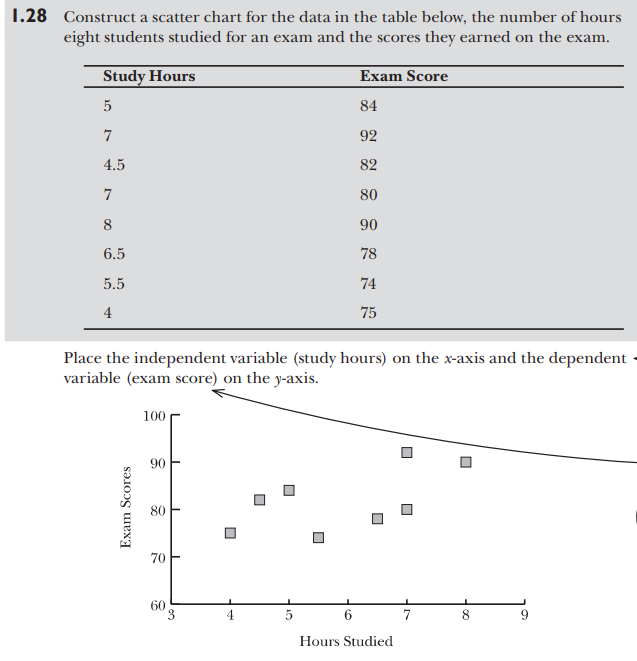 1.28 Construct a scatter chart for the data in the table below, the number of hours
eight students studied for an exam and the scores they earned on the exam.
Study Hours Exam Score
5 84
7 92
4.5 82
7 80
8 90
6.5 78
5.5 74
4 75
Place the independent variable (study hours) on the x-axis and the dependent
variable (exam score) on the y-axis.
100
90
80
70
60
Exam Scores
3 4 5 6 7 8 9
Hours Studied